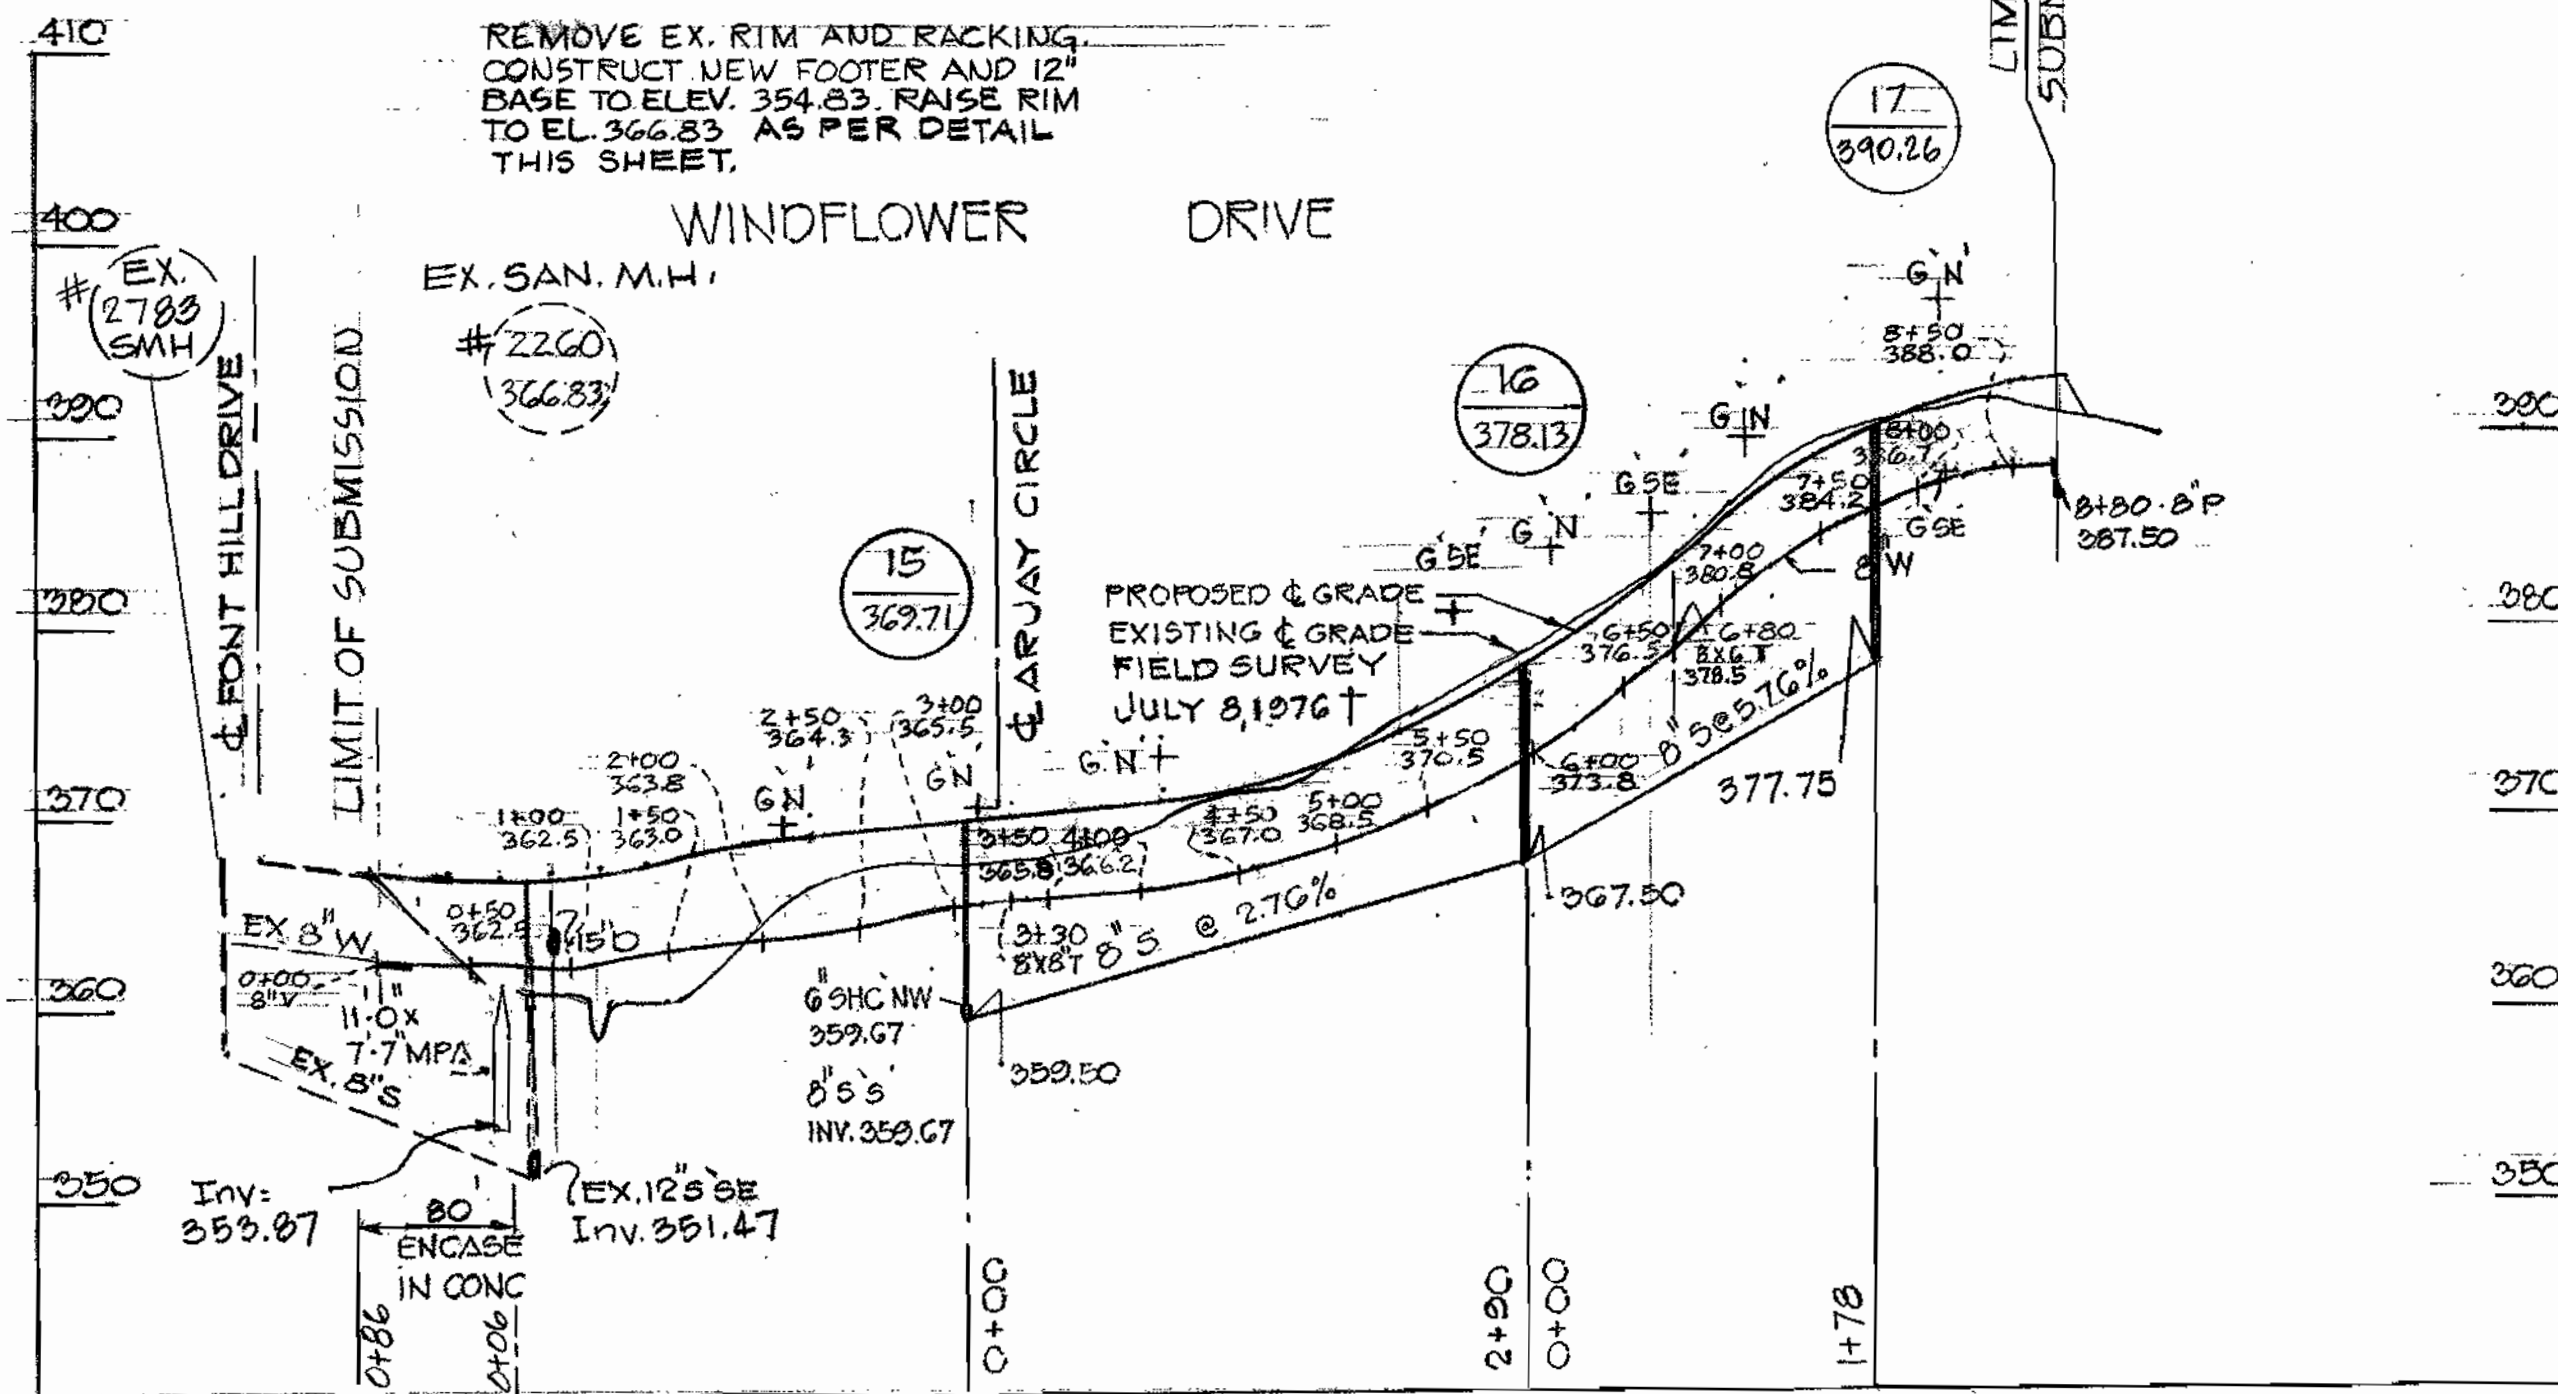 410
REMOVE EX. RIM AND RACKING.
CONSTRUCT NEW FOOTER AND 12"
BASE TO ELEV. 354.83. RAISE RIM
TO EL. 366.83 AS PER DETAIL
THIS SHEET.
LIM
SUB
17
390.26
400
WINDFLOWER DRIVE
EX. SAN. M.H.
# EX.
2783
SMH
# 2260
366.83
℄ FONT HILL DRIVE
LIMIT OF SUBMISSION
℄ ARJAY CIRCLE
16
378.13
G 'N'
8+50
388.0
390
390
G N
8+00
386.7
G SE
7+50
384.2
G SE
8+80·8"P
387.50
15
369.71
G 'N'
G 'SE'
7+00
380.8
8"W
380
380
PROPOSED ℄ GRADE
EXISTING ℄ GRADE
FIELD SURVEY
JULY 8, 1976
6+50
376.5
6+80
8X6 T
378.5
8" S @ 5.76%
2+50
364.3
3+00
365.5
G 'N'
G 'N'
5+50
370.5
6+00
373.8
377.75
370
370
2+00
363.8
G 'N'
1+00
362.5
1+50
363.0
3+50
365.8
4+00
366.2
4+50
367.0
5+00
368.5
367.50
EX 8" W
0+50
362.5
15"D
3+30
8X8"T
8" S @ 2.76%
360
360
0+00
8"V
11'-0" X
7'-7" MPA
EX. 8" S
6" SHC NW
359.67
8" S 'S'
INV. 359.67
359.50
350
350
Inv=
353.87
80'
ENCASE
IN CONC
EX. 12" S 'SE'
Inv. 351.47
0+86
0+06
0+00
2+90
0+00
1+78